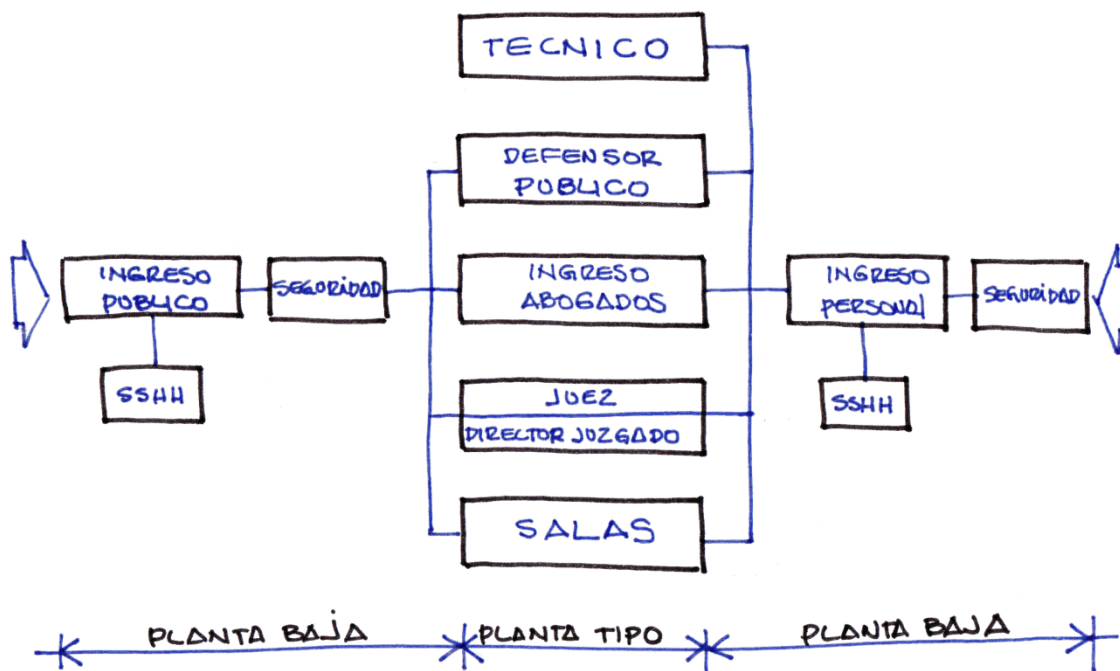 TECNICO
DEFENSOR
PUBLICO
INGRESO
PUBLICO
SEGURIDAD
INGRESO
ABOGADOS
INGRESO
PERSONAL
SEGURIDAD
SSHH
JUEZ
DIRECTOR JUZGADO
SSHH
SALAS
PLANTA BAJA
PLANTA TIPO
PLANTA BAJA